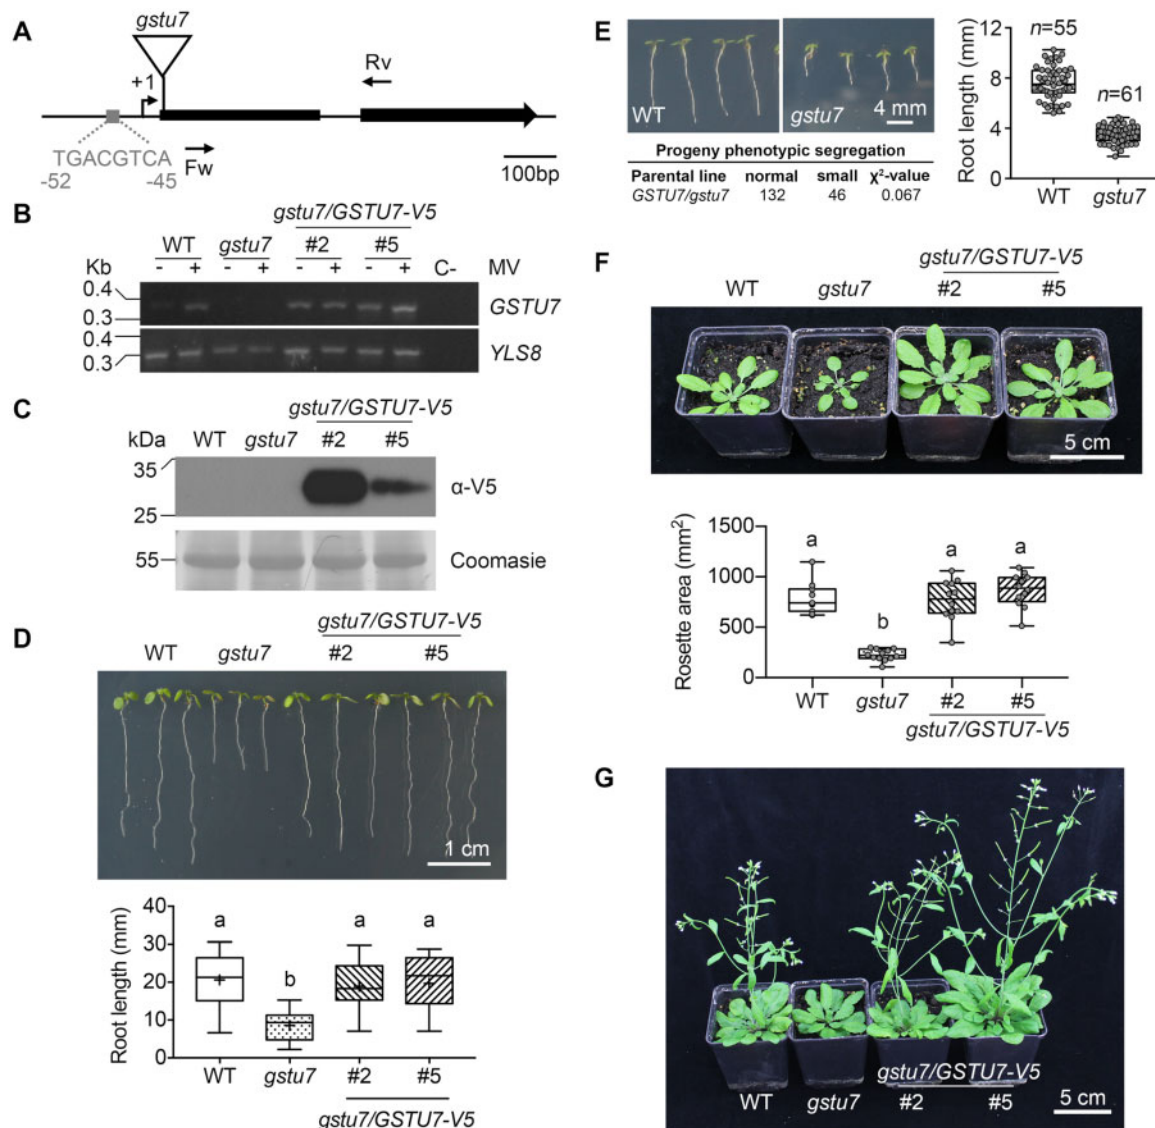 A
gstu7
+1
Rv
TGACGTCA
-52 -45
Fw
100bp
B
gstu7/GSTU7-V5
WT gstu7 #2 #5
Kb - + - + - + - + C- MV
0.4
0.3
GSTU7
0.4
0.3
YLS8
C
gstu7/GSTU7-V5
kDa WT gstu7 #2 #5
35
25
α-V5
55
Coomasie
D
gstu7/GSTU7-V5
WT gstu7 #2 #5
1 cm
Root length (mm)
40
30
20
10
0
a b a a
WT gstu7 #2 #5
gstu7/GSTU7-V5
E
WT
gstu7
4 mm
Progeny phenotypic segregation
Parental line normal small χ²-value
GSTU7/gstu7 132 46 0.067
Root length (mm)
12
8
4
0
n=55
n=61
WT gstu7
F
gstu7/GSTU7-V5
WT gstu7 #2 #5
5 cm
Rosette area (mm²)
1500
1000
500
0
a b a a
WT gstu7 #2 #5
gstu7/GSTU7-V5
G
gstu7/GSTU7-V5
WT gstu7 #2 #5
5 cm